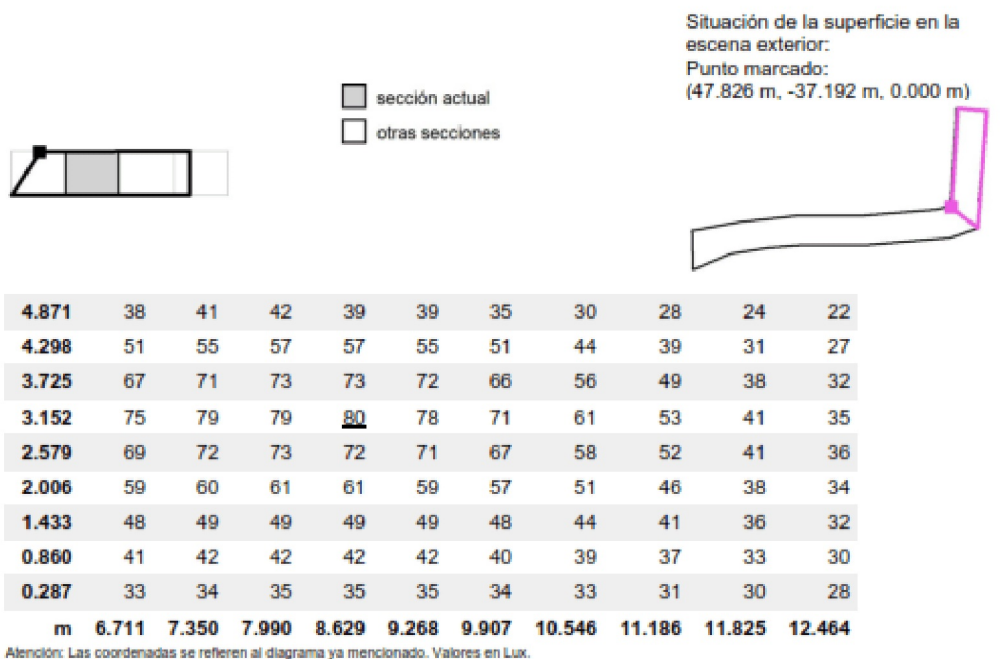 Situación de la superficie en la
escena exterior:
Punto marcado:
(47.826 m, -37.192 m, 0.000 m)
sección actual
otras secciones
4.871 38 41 42 39 39 35 30 28 24 22
4.298 51 55 57 57 55 51 44 39 31 27
3.725 67 71 73 73 72 66 56 49 38 32
3.152 75 79 79 80 78 71 61 53 41 35
2.579 69 72 73 72 71 67 58 52 41 36
2.006 59 60 61 61 59 57 51 46 38 34
1.433 48 49 49 49 49 48 44 41 36 32
0.860 41 42 42 42 42 40 39 37 33 30
0.287 33 34 35 35 35 34 33 31 30 28
m 6.711 7.350 7.990 8.629 9.268 9.907 10.546 11.186 11.825 12.464
Atención: Las coordenadas se refieren al diagrama ya mencionado. Valores en Lux.